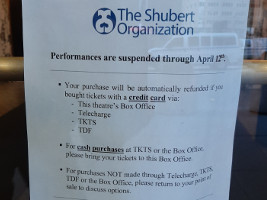 The Shubert
Organization
Performances are suspended through April 12th.
• Your purchase will be automatically refunded if you
bought tickets with a credit card via:
- This theatre's Box Office
- Telecharge
- TKTS
- TDF
• For cash purchases at TKTS or the Box Office,
please bring your tickets to this Box Office.
• For purchases NOT made through Telecharge, TKTS,
TDF or the Box Office, please return to your point of
sale to discuss options.